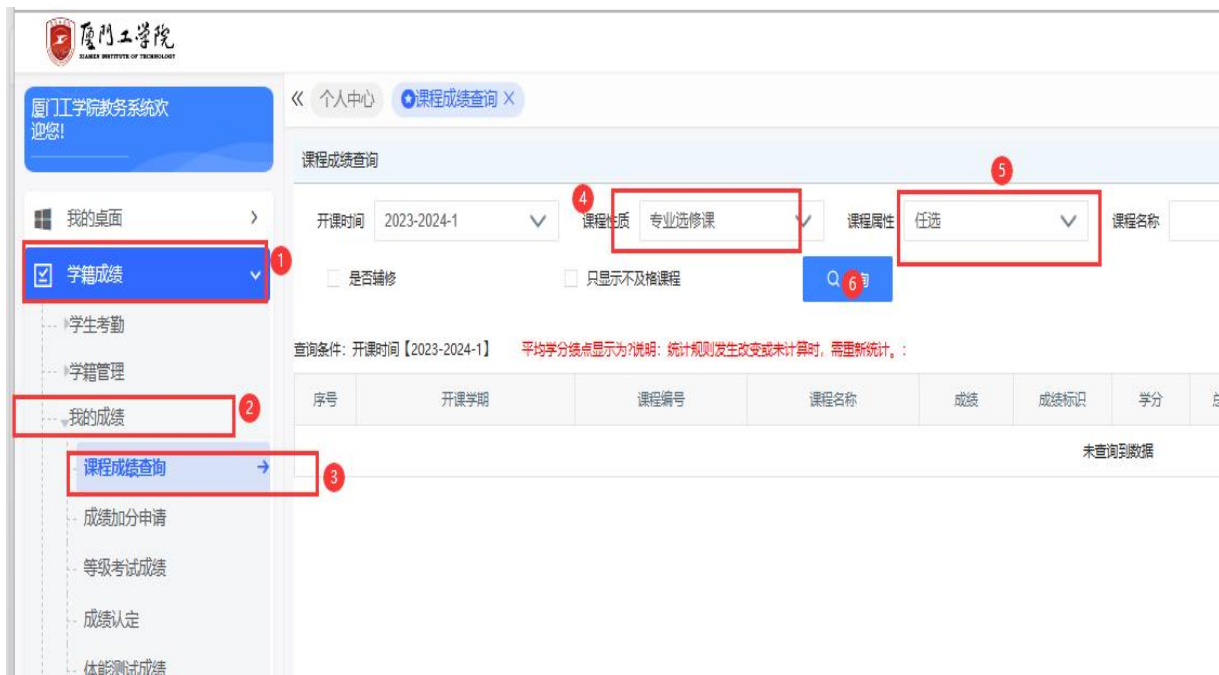 厦门工学院
XIAMEN INSTITUTE OF TECHNOLOGY
厦门工学院教务系统欢
迎您!
个人中心 课程成绩查询 ×
课程成绩查询
我的桌面
学籍成绩
1
学生考勤
学籍管理
我的成绩
2
课程成绩查询
3
成绩加分申请
等级考试成绩
成绩认定
体能测试成绩
4
5
开课时间 2023-2024-1 课程性质 专业选修课 课程属性 任选 课程名称
是否辅修 只显示不及格课程
6
查询条件：开课时间【2023-2024-1】 平均学分绩点显示为?说明：统计规则发生改变或未计算时，需重新统计。：
序号 开课学期 课程编号 课程名称 成绩 成绩标识 学分
未查询到数据